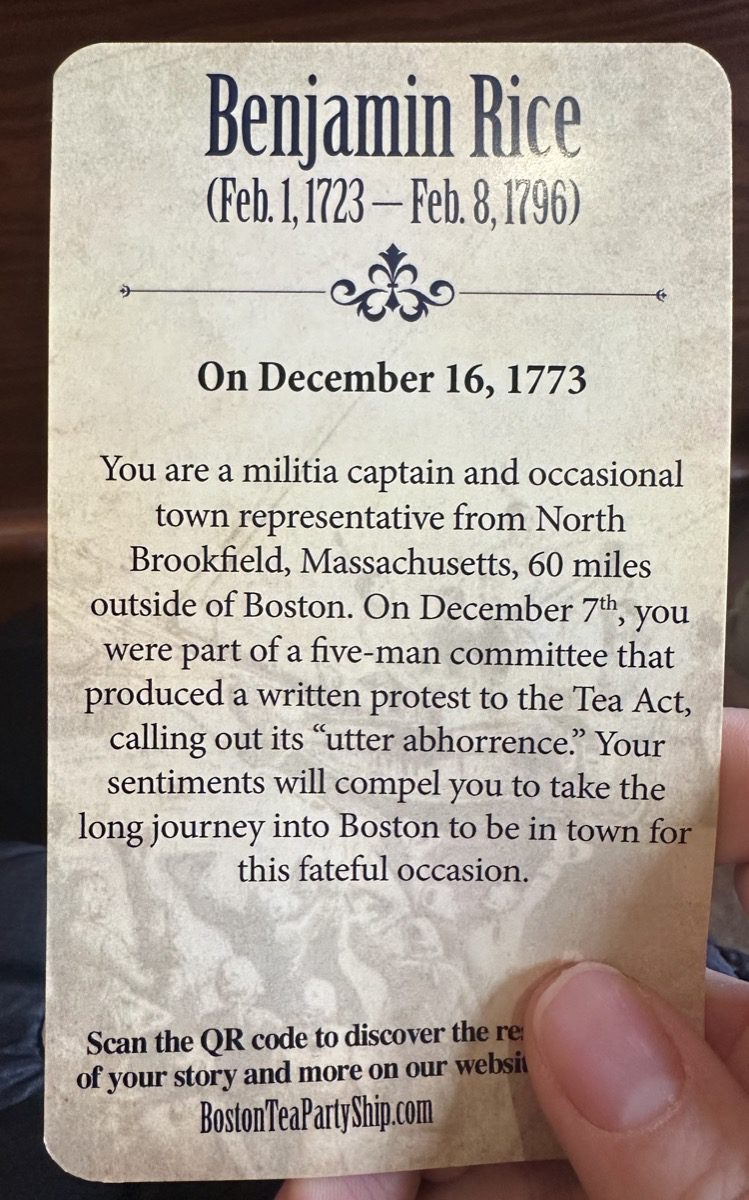 Benjamin Rice
(Feb. 1, 1723 — Feb. 8, 1796)
On December 16, 1773
You are a militia captain and occasional
town representative from North
Brookfield, Massachusetts, 60 miles
outside of Boston. On December 7th, you
were part of a five-man committee that
produced a written protest to the Tea Act,
calling out its “utter abhorrence.” Your
sentiments will compel you to take the
long journey into Boston to be in town for
this fateful occasion.
Scan the QR code to discover the
of your story and more on our
BostonTeaPartyShip.com